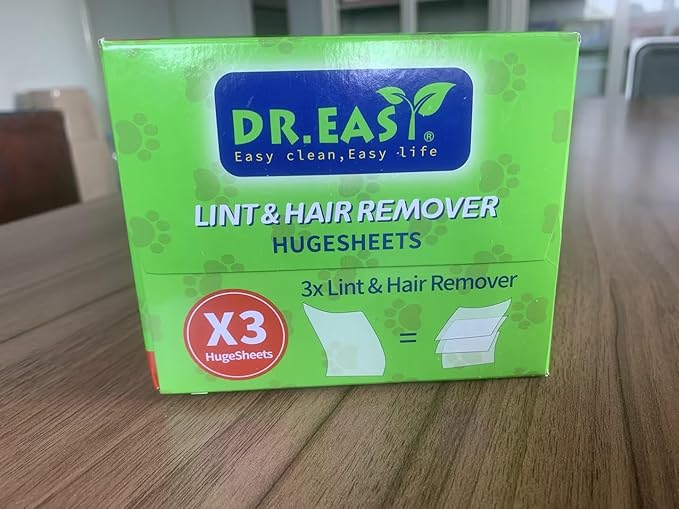 DR.EASY®
Easy clean,Easy life
LINT & HAIR REMOVER
HUGESHEETS
3x Lint & Hair Remover
X3
HugeSheets
=